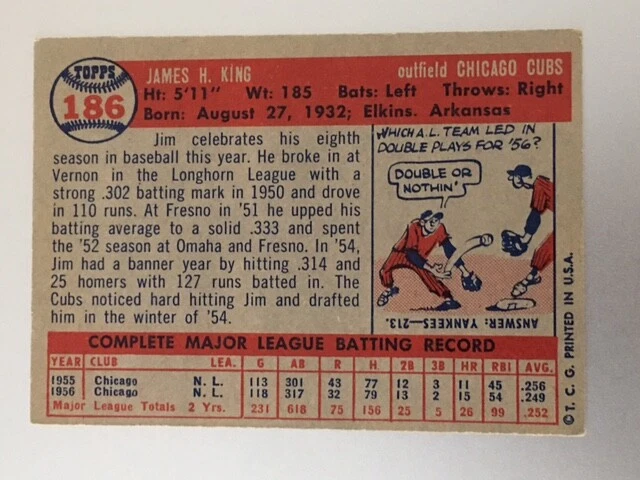 TOPPS
186
JAMES H. KING
outfield CHICAGO CUBS
Ht: 5'11" Wt: 185 Bats: Left Throws: Right
Born: August 27, 1932; Elkins, Arkansas
Jim celebrates his eighth
season in baseball this year. He broke in at
Vernon in the Longhorn League with a
strong .302 batting mark in 1950 and drove
in 110 runs. At Fresno in '51 he upped his
batting average to a solid .333 and spent
the '52 season at Omaha and Fresno. In '54,
Jim had a banner year by hitting .314 and
25 homers with 127 runs batted in. The
Cubs noticed hard hitting Jim and drafted
him in the winter of '54.
WHICH A.L. TEAM LED IN
DOUBLE PLAYS FOR '56?
DOUBLE OR
NOTHIN'
ANSWER: YANKEES—213.
COMPLETE MAJOR LEAGUE BATTING RECORD
YEAR CLUB LEA. G AB R H 2B 3B HR RBI AVG.
1955 Chicago N. L. 113 301 43 77 12 3 11 45 .256
1956 Chicago N. L. 118 317 32 79 13 2 15 54 .249
Major League Totals 2 Yrs. 231 618 75 156 25 5 26 99 .252
© T. C. G. PRINTED IN U.S.A.